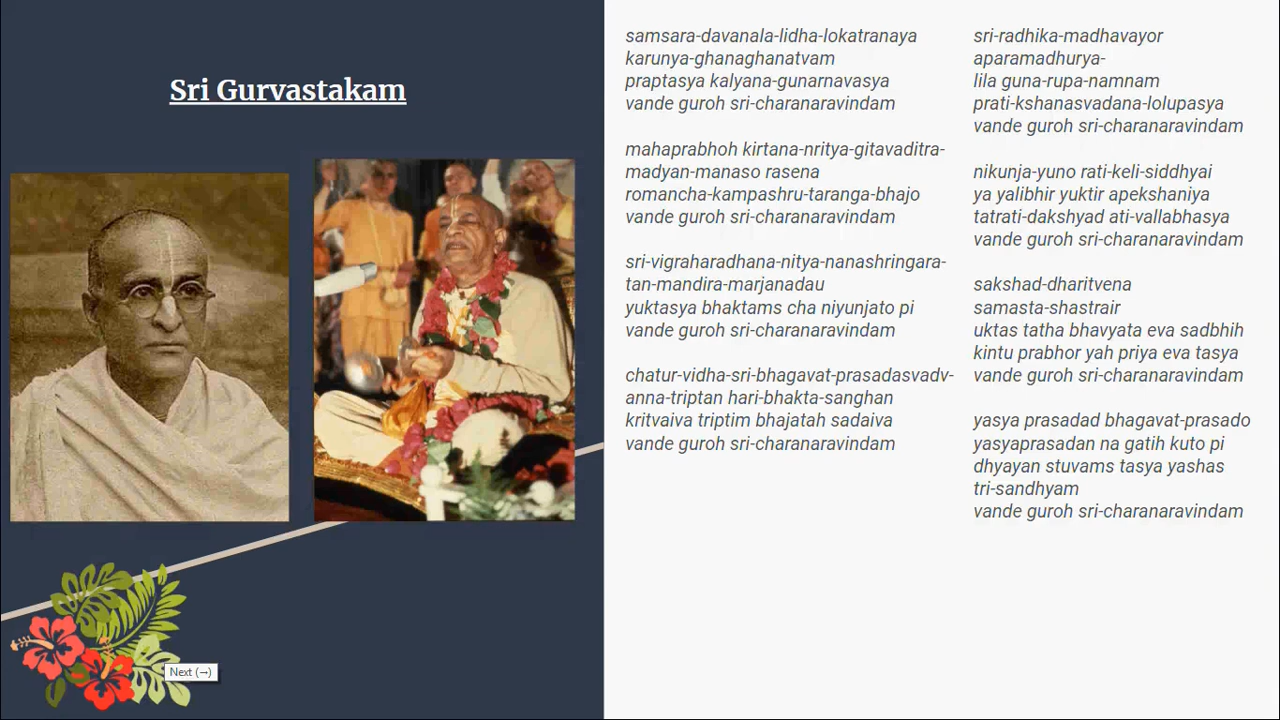 Sri Gurvastakam
samsara-davanala-lidha-lokatranaya
karunya-ghanaghanatvam
praptasya kalyana-gunarnavasya
vande guroh sri-charanaravindam
mahaprabhoh kirtana-nritya-gitavaditra-
madyan-manaso rasena
romancha-kampashru-taranga-bhajo
vande guroh sri-charanaravindam
sri-vigraharadhana-nitya-nanashringara-
tan-mandira-marjanadau
yuktasya bhaktams cha niyunjato pi
vande guroh sri-charanaravindam
chatur-vidha-sri-bhagavat-prasadasvadv-
anna-triptan hari-bhakta-sanghan
kritvaiva triptim bhajatah sadaiva
vande guroh sri-charanaravindam
sri-radhika-madhavayor
aparamadhurya-
lila guna-rupa-namnam
prati-kshanasvadana-lolupasya
vande guroh sri-charanaravindam
nikunja-yuno rati-keli-siddhyai
ya yalibhir yuktir apekshaniya
tatrati-dakshyad ati-vallabhasya
vande guroh sri-charanaravindam
sakshad-dharitvena
samasta-shastrair
uktas tatha bhavyata eva sadbhih
kintu prabhor yah priya eva tasya
vande guroh sri-charanaravindam
yasya prasadad bhagavat-prasado
yasyaprasadan na gatih kuto pi
dhyayan stuvams tasya yashas
tri-sandhyam
vande guroh sri-charanaravindam
Next (→)